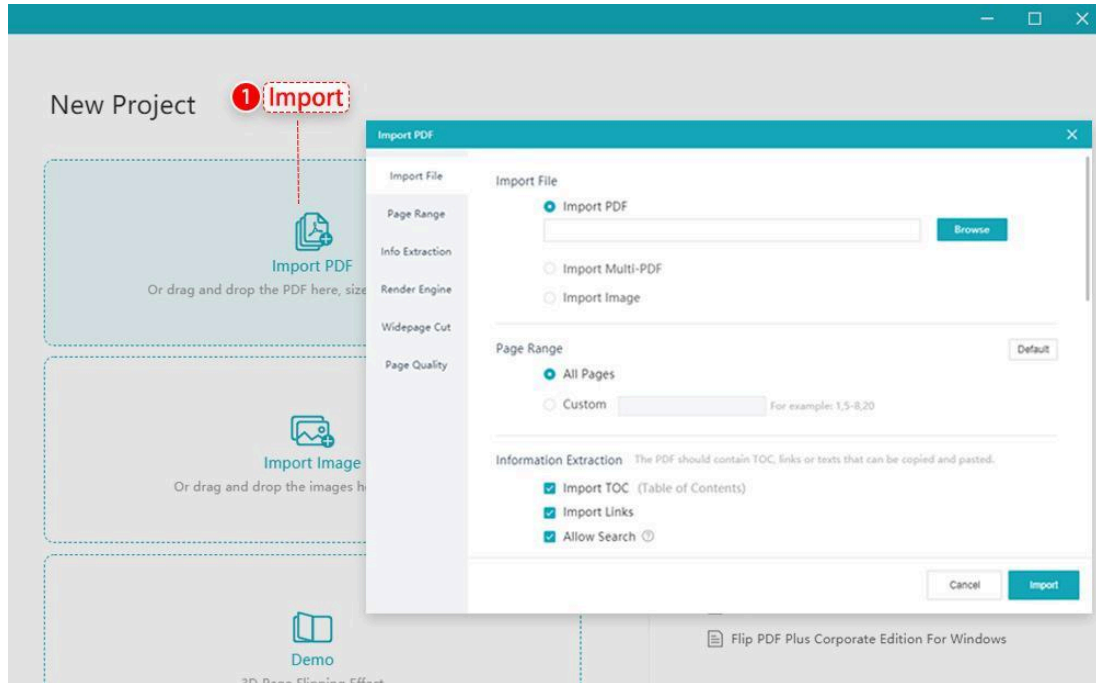 New Project
1 Import
Import PDF
Or drag and drop the PDF here, size
Import Image
Or drag and drop the images h
Demo
3D Page Flipping Effect
Import PDF
Import File
Page Range
Info Extraction
Render Engine
Widepage Cut
Page Quality
Import File
Import PDF
Browse
Import Multi-PDF
Import Image
Page Range
Default
All Pages
Custom
For example: 1,5-8,20
Information Extraction The PDF should contain TOC, links or texts that can be copied and pasted.
Import TOC (Table of Contents)
Import Links
Allow Search ?
Cancel
Import
Flip PDF Plus Corporate Edition For Windows